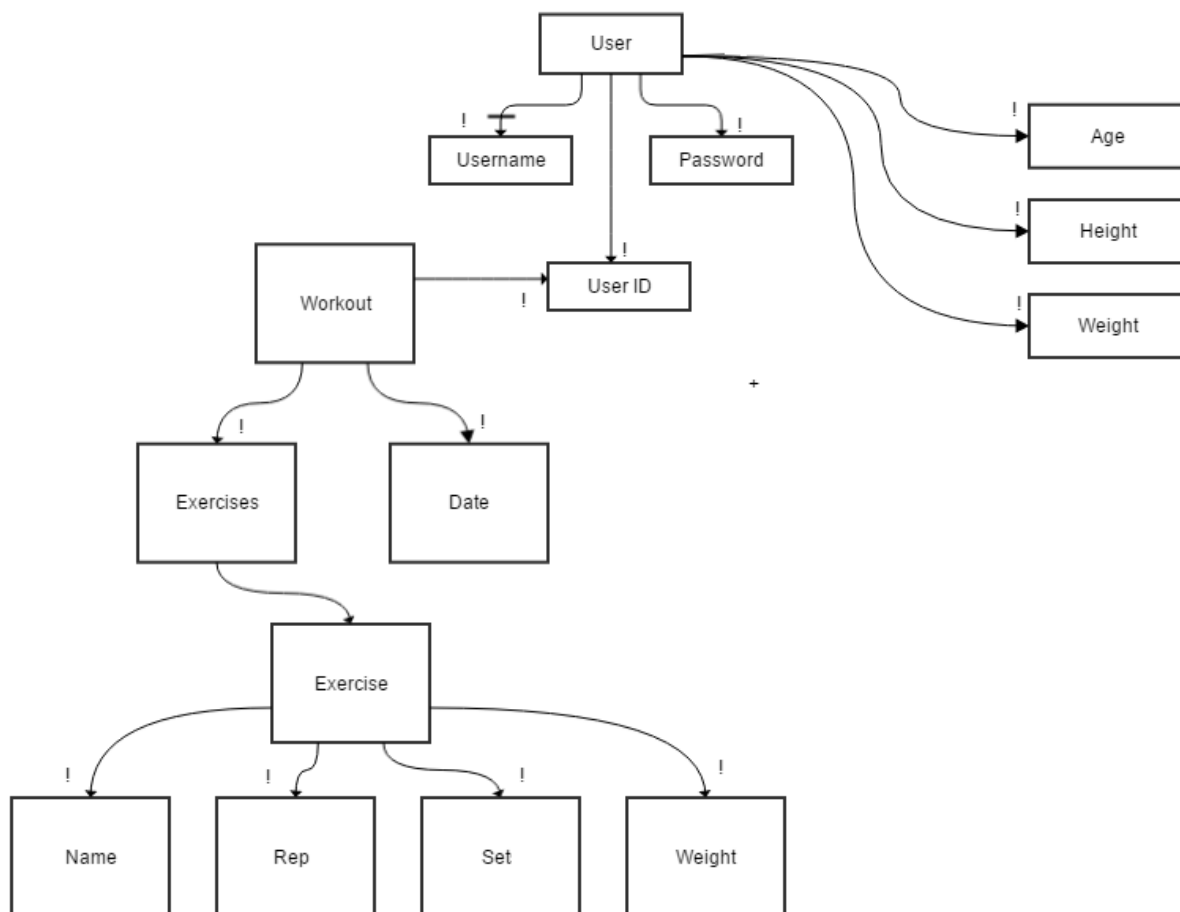 User
!
!
!
Username
Password
Age
!
Height
!
User ID
!
Workout
!
Weight
!
!
Exercises
Date
Exercise
!
!
!
!
Name
Rep
Set
Weight